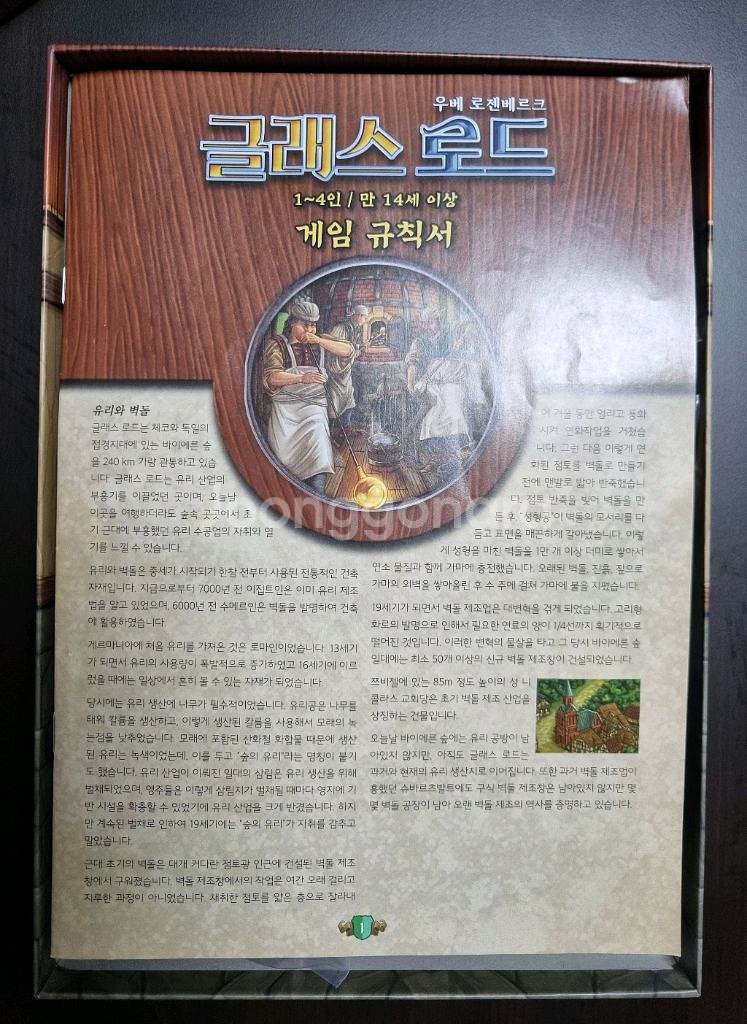 우베 로젠베르크
글래스 로드
1~4인 / 만 14세 이상
게임 규칙서
유리와 벽돌
글래스 로드는 체코와 독일의
접경지대에 있는 바이에른 숲
을 240 km 가량 관통하고 있습
니다. 글래스 로드는 유리 산업의
부흥기를 이끌었던 곳이며, 오늘날
이곳을 여행하더라도 숲속 곳곳에서 초
기 근대에 부흥했던 유리 수공업의 자취와 열
기를 느낄 수 있습니다.
유리와 벽돌은 중세가 시작되기 한참 전부터 사용된 전통적인 건축
자재입니다. 지금으로부터 7000년 전 이집트인은 이미 유리 제조
법을 알고 있었으며, 6000년 전 수메르인은 벽돌을 발명하여 건축
에 활용하였습니다.
게르마니아에 처음 유리를 가져온 것은 로마인이었습니다. 13세기
가 되면서 유리의 사용량이 폭발적으로 증가하였고 16세기에 이르
렀을 때에는 일상에서 흔히 볼 수 있는 자재가 되었습니다.
당시에는 유리 생산에 나무가 필수적이었습니다. 유리공은 나무를
태워 칼륨을 생산하고, 이렇게 생산된 칼륨을 사용해서 모래의 녹
는점을 낮추었습니다. 모래에 포함된 산화철 화합물 때문에 생산
된 유리는 녹색이었는데, 이를 두고 "숲의 유리"라는 명칭이 붙기
도 했습니다. 유리 산업이 이뤄진 일대의 삼림은 유리 생산을 위해
벌채되었으며, 영주들은 이렇게 삼림지가 벌채될 때마다 영지에 기
반 시설을 확충할 수 있었기에 유리 산업을 크게 반겼습니다. 하지
만 계속된 벌채로 인하여 19세기에는 "숲의 유리"가 자취를 감추고
말았습니다.
근대 초기의 벽돌은 대개 커다란 점토광 인근에 건설된 벽돌 제조
창에서 구워졌습니다. 벽돌 제조창에서의 작업은 여간 오래 걸리고
지루한 과정이 아니었습니다. 채취한 점토를 얇은 층으로 잘라내
어 겨울 동안 얼리고 풍화
시켜 연화작업을 거쳤습
니다. 그런 다음 이렇게 연
화된 점토를 벽돌로 만들기
전에 맨발로 밟아 반죽했습니
다. 점토 반죽을 빚어 벽돌을 만
든 후 "성형공"이 벽돌의 모서리를 다
듬고 표면을 매끈하게 갈아냈습니다. 이렇
게 성형을 마친 벽돌을 1만 개 이상 더미로 쌓아서
연소 물질과 함께 가마에 충전했습니다. 오래된 벽돌, 진흙, 짚으로
가마의 외벽을 쌓아올린 후 수 주에 걸쳐 가마에 불을 지폈습니다.
19세기가 되면서 벽돌 제조업은 대변혁을 겪게 되었습니다. 고리형
화로의 발명으로 인해서 필요한 연료의 양이 1/4선까지 획기적으로
떨어진 것입니다. 이러한 변혁의 물살을 타고 그 당시 바이에른 숲
일대에는 최소 50개 이상의 신규 벽돌 제조창이 건설되었습니다.
쯔비젤에 있는 85m 정도 높이의 성 니
콜라스 교회당은 초기 벽돌 제조 산업을
상징하는 건물입니다.
오늘날 바이에른 숲에는 유리 공방이 남
아있지 않지만, 아직도 글래스 로드는
과거와 현재의 유리 생산지로 이어집니다. 또한 과거 벽돌 제조업이
흥했던 슈바르츠발트에도 구식 벽돌 제조창은 남아있지 않지만 몇
몇 벽돌 공장이 남아 오랜 벽돌 제조의 역사를 증명하고 있습니다.
1